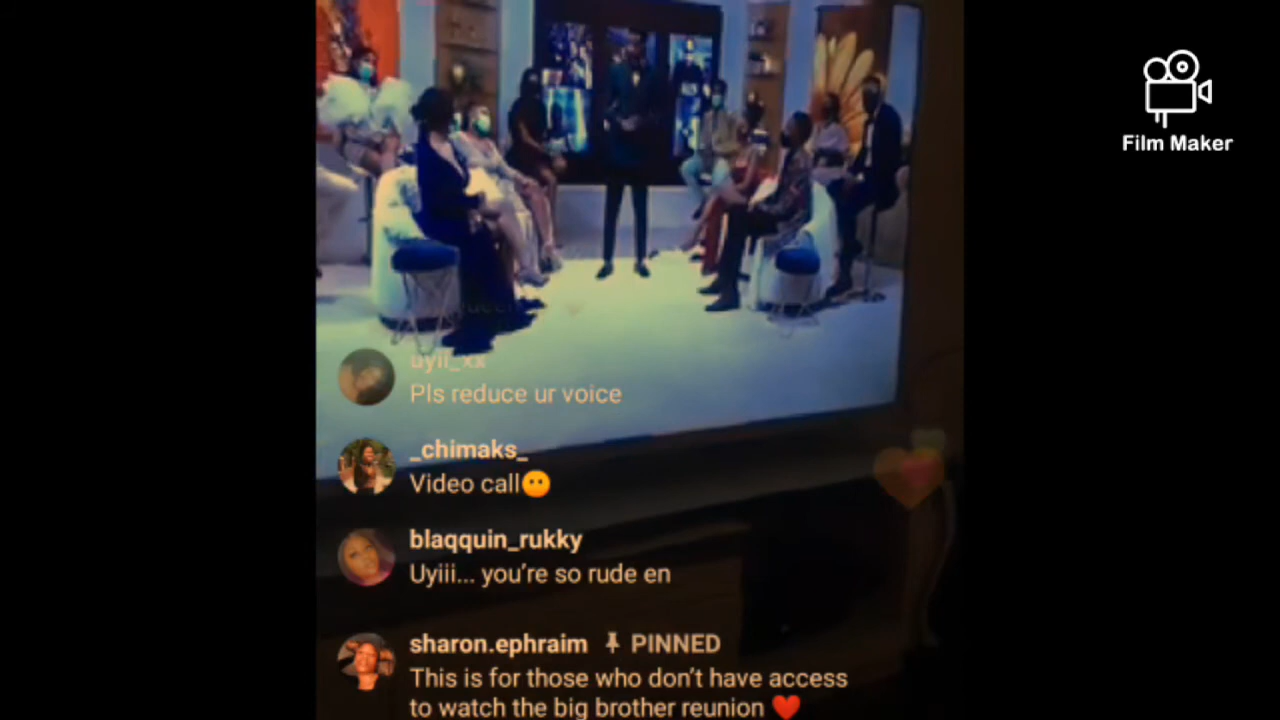 Film Maker
uyii_xx
Pls reduce ur voice
_chimaks_
Video call😶
blaqquin_rukky
Uyiii... you're so rude en
sharon.ephraim PINNED
This is for those who don't have access
to watch the big brother reunion ❤️